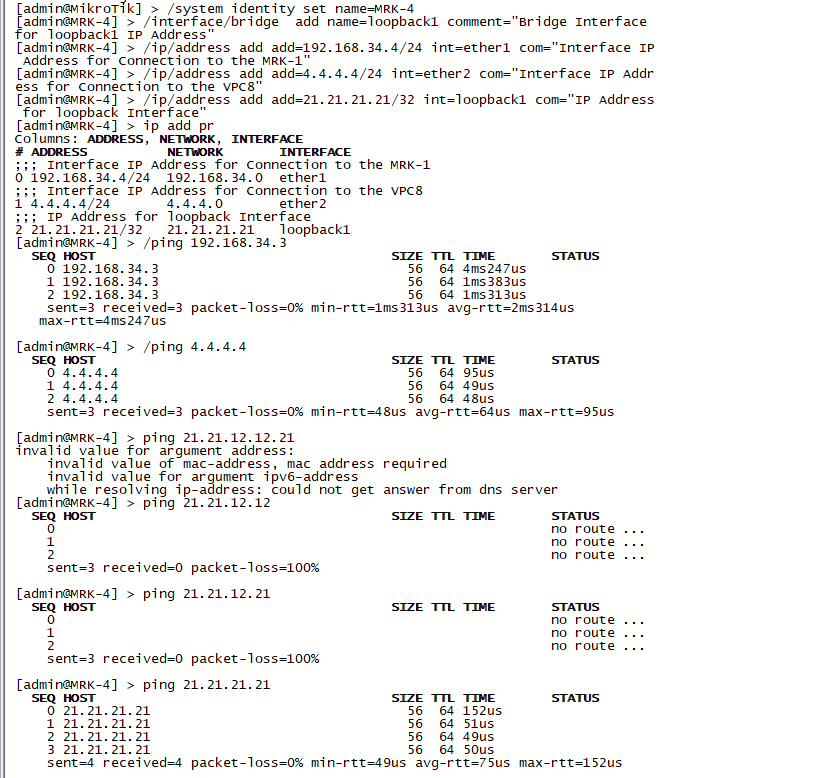 [admin@MikroTik] > /system identity set name=MRK-4
[admin@MRK-4] > /interface/bridge  add name=loopback1 comment="Bridge Interface
for loopback1 IP Address"
[admin@MRK-4] > /ip/address add add=192.168.34.4/24 int=ether1 com="Interface IP
 Address for Connection to the MRK-1"
[admin@MRK-4] > /ip/address add add=4.4.4.4/24 int=ether2 com="Interface IP Addr
ess for Connection to the VPC8"
[admin@MRK-4] > /ip/address add add=21.21.21.21/32 int=loopback1 com="IP Address
 for loopback Interface"
[admin@MRK-4] > ip add pr
Columns: ADDRESS, NETWORK, INTERFACE
# ADDRESS          NETWORK       INTERFACE
;;; Interface IP Address for Connection to the MRK-1
0 192.168.34.4/24  192.168.34.0  ether1
;;; Interface IP Address for Connection to the VPC8
1 4.4.4.4/24       4.4.4.0       ether2
;;; IP Address for loopback Interface
2 21.21.21.21/32   21.21.21.21   loopback1
[admin@MRK-4] > /ping 192.168.34.3
  SEQ HOST                                     SIZE TTL TIME       STATUS
    0 192.168.34.3                               56  64 4ms247us
    1 192.168.34.3                               56  64 1ms383us
    2 192.168.34.3                               56  64 1ms313us
    sent=3 received=3 packet-loss=0% min-rtt=1ms313us avg-rtt=2ms314us
   max-rtt=4ms247us
[admin@MRK-4] > /ping 4.4.4.4
  SEQ HOST                                     SIZE TTL TIME       STATUS
    0 4.4.4.4                                    56  64 95us
    1 4.4.4.4                                    56  64 49us
    2 4.4.4.4                                    56  64 48us
    sent=3 received=3 packet-loss=0% min-rtt=48us avg-rtt=64us max-rtt=95us
[admin@MRK-4] > ping 21.21.12.12.21
invalid value for argument address:
    invalid value of mac-address, mac address required
    invalid value for argument ipv6-address
    while resolving ip-address: could not get answer from dns server
[admin@MRK-4] > ping 21.21.12.12
  SEQ HOST                                     SIZE TTL TIME       STATUS
    0                                                              no route ...
    1                                                              no route ...
    2                                                              no route ...
    sent=3 received=0 packet-loss=100%
[admin@MRK-4] > ping 21.21.12.21
  SEQ HOST                                     SIZE TTL TIME       STATUS
    0                                                              no route ...
    1                                                              no route ...
    2                                                              no route ...
    sent=3 received=0 packet-loss=100%
[admin@MRK-4] > ping 21.21.21.21
  SEQ HOST                                     SIZE TTL TIME       STATUS
    0 21.21.21.21                                56  64 152us
    1 21.21.21.21                                56  64 51us
    2 21.21.21.21                                56  64 49us
    3 21.21.21.21                                56  64 50us
    sent=4 received=4 packet-loss=0% min-rtt=49us avg-rtt=75us max-rtt=152us